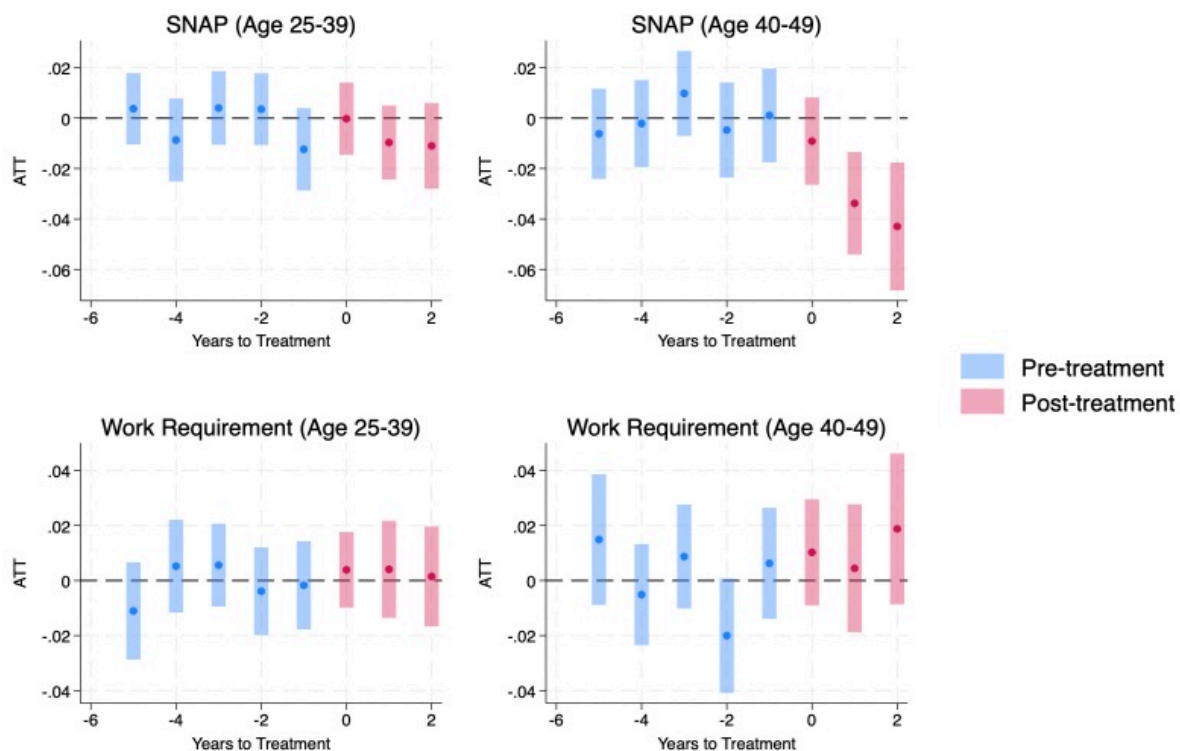 SNAP (Age 25-39)
.02
0
-.02
-.04
-.06
ATT
-6
-4
-2
0
2
Years to Treatment
SNAP (Age 40-49)
.02
0
-.02
-.04
-.06
ATT
-6
-4
-2
0
2
Years to Treatment
Pre-treatment
Post-treatment
Work Requirement (Age 25-39)
.04
.02
0
-.02
-.04
ATT
-6
-4
-2
0
2
Years to Treatment
Work Requirement (Age 40-49)
.04
.02
0
-.02
-.04
ATT
-6
-4
-2
0
2
Years to Treatment